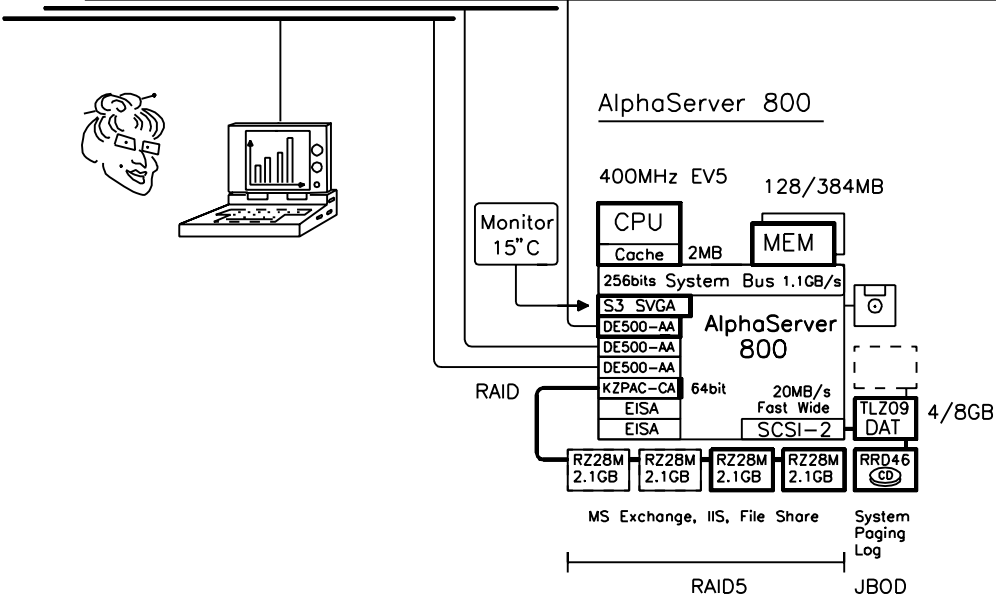 AlphaServer 800
400MHz EV5
128/384MB
Monitor
15"C
CPU
Cache
2MB
MEM
256bits System Bus 1.1GB/s
S3 SVGA
DE500-AA
DE500-AA
DE500-AA
KZPAC-CA
64bit
EISA
EISA
AlphaServer
800
20MB/s
Fast Wide
SCSI-2
RAID
TLZ09
DAT
4/8GB
RZ28M
2.1GB
RZ28M
2.1GB
RZ28M
2.1GB
RZ28M
2.1GB
RRD46
CD
MS Exchange, IIS, File Share
System
Paging
Log
RAID5
JBOD